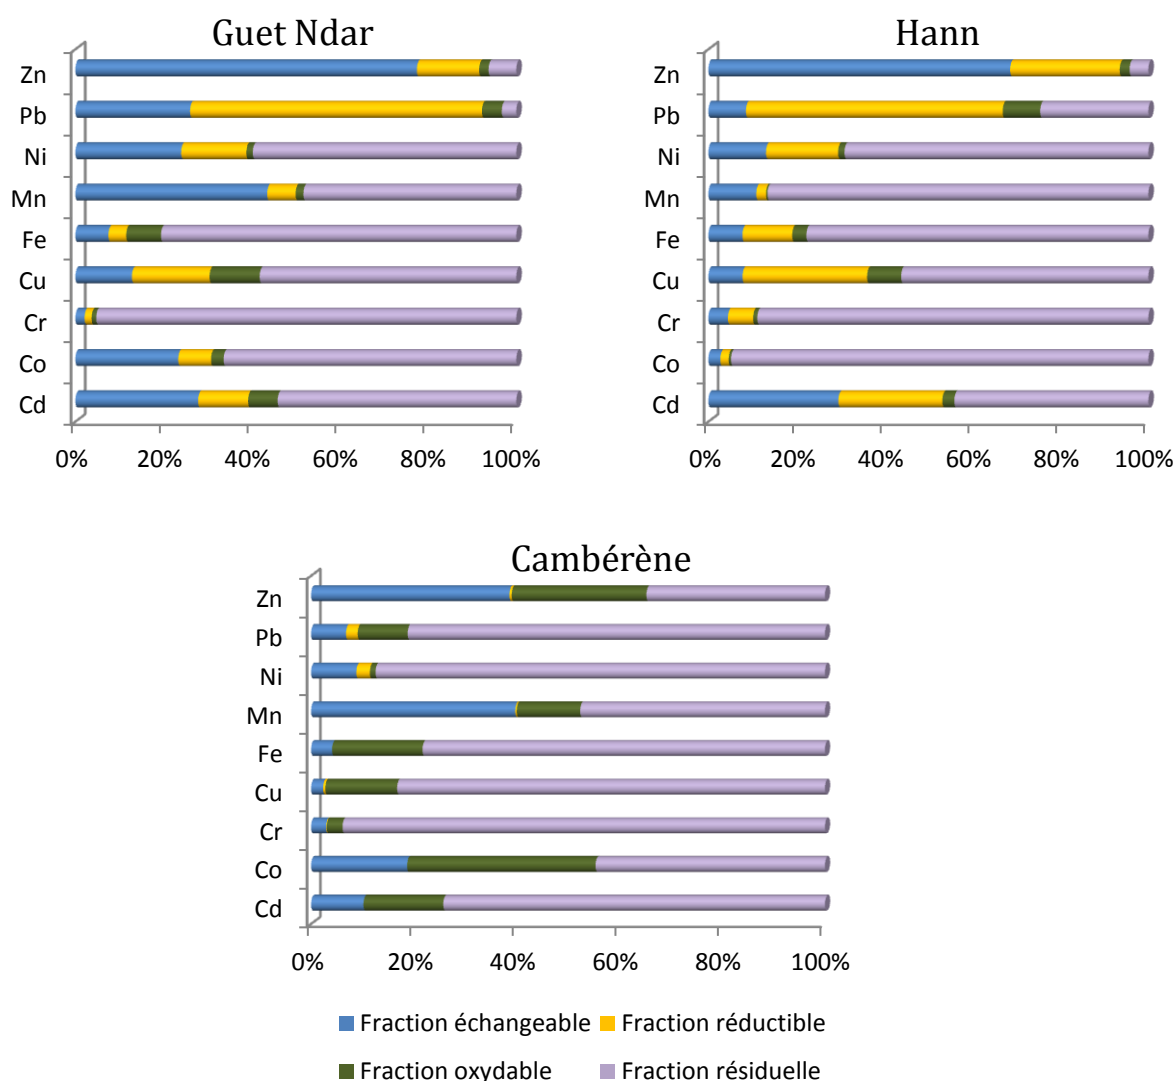 Guet Ndar
Zn
Pb
Ni
Mn
Fe
Cu
Cr
Co
Cd
0% 20% 40% 60% 80% 100%
Hann
Zn
Pb
Ni
Mn
Fe
Cu
Cr
Co
Cd
0% 20% 40% 60% 80% 100%
Cambérène
Zn
Pb
Ni
Mn
Fe
Cu
Cr
Co
Cd
0% 20% 40% 60% 80% 100%
Fraction échangeable Fraction réductible
Fraction oxydable Fraction résiduelle